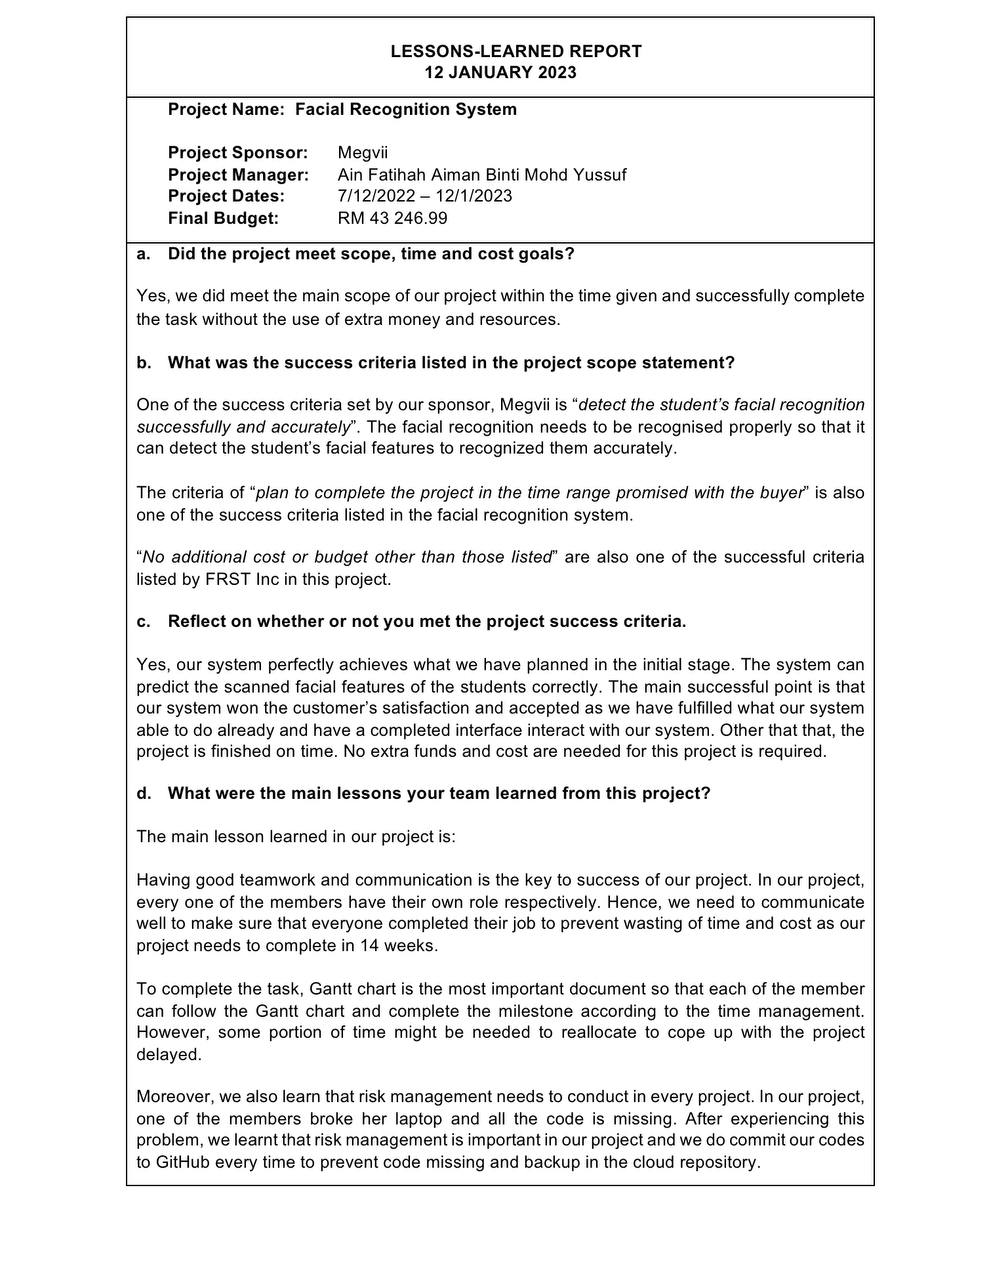 LESSONS-LEARNED REPORT
12 JANUARY 2023
Project Name: Facial Recognition System
Project Sponsor: Megvii
Project Manager: Ain Fatihah Aiman Binti Mohd Yussuf
Project Dates: 7/12/2022 – 12/1/2023
Final Budget: RM 43 246.99
a. Did the project meet scope, time and cost goals?
Yes, we did meet the main scope of our project within the time given and successfully complete
the task without the use of extra money and resources.
b. What was the success criteria listed in the project scope statement?
One of the success criteria set by our sponsor, Megvii is “detect the student’s facial recognition
successfully and accurately”. The facial recognition needs to be recognised properly so that it
can detect the student’s facial features to recognized them accurately.
The criteria of “plan to complete the project in the time range promised with the buyer” is also
one of the success criteria listed in the facial recognition system.
“No additional cost or budget other than those listed” are also one of the successful criteria
listed by FRST Inc in this project.
c. Reflect on whether or not you met the project success criteria.
Yes, our system perfectly achieves what we have planned in the initial stage. The system can
predict the scanned facial features of the students correctly. The main successful point is that
our system won the customer’s satisfaction and accepted as we have fulfilled what our system
able to do already and have a completed interface interact with our system. Other that that, the
project is finished on time. No extra funds and cost are needed for this project is required.
d. What were the main lessons your team learned from this project?
The main lesson learned in our project is:
Having good teamwork and communication is the key to success of our project. In our project,
every one of the members have their own role respectively. Hence, we need to communicate
well to make sure that everyone completed their job to prevent wasting of time and cost as our
project needs to complete in 14 weeks.
To complete the task, Gantt chart is the most important document so that each of the member
can follow the Gantt chart and complete the milestone according to the time management.
However, some portion of time might be needed to reallocate to cope up with the project
delayed.
Moreover, we also learn that risk management needs to conduct in every project. In our project,
one of the members broke her laptop and all the code is missing. After experiencing this
problem, we learnt that risk management is important in our project and we do commit our codes
to GitHub every time to prevent code missing and backup in the cloud repository.